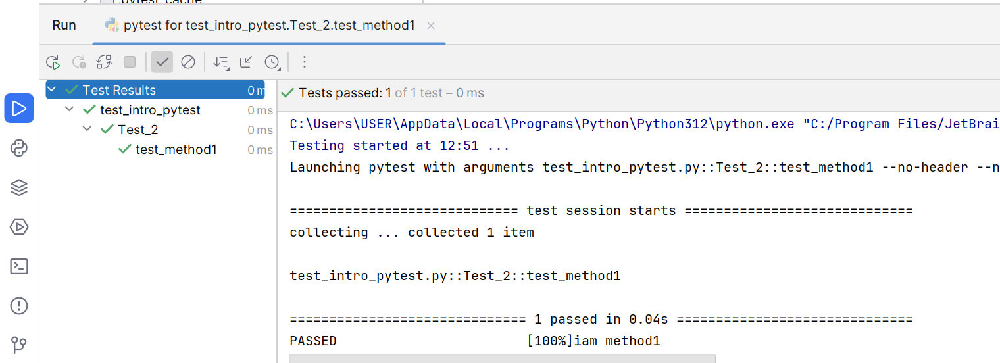 .pytest_cache
Run pytest for test_intro_pytest.Test_2.test_method1
Test Results 0 m
Tests passed: 1 of 1 test – 0 ms
test_intro_pytest 0 ms
Test_2 0 ms
test_method1 0 ms
C:\Users\USER\AppData\Local\Programs\Python\Python312\python.exe "C:/Program Files/JetBrai
Testing started at 12:51 ...
Launching pytest with arguments test_intro_pytest.py::Test_2::test_method1 --no-header --n
============================= test session starts =============================
collecting ... collected 1 item
test_intro_pytest.py::Test_2::test_method1
============================== 1 passed in 0.04s ==============================
PASSED [100%]iam method1